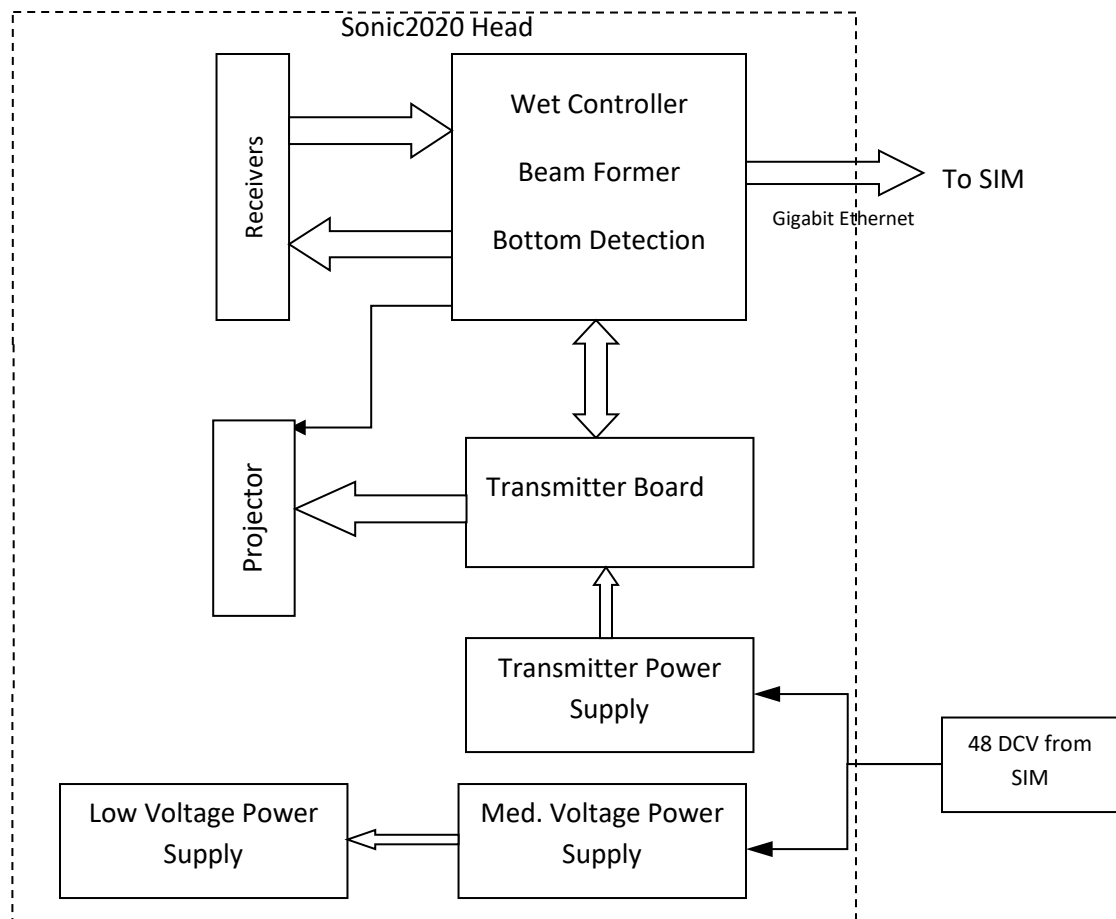 Sonic2020 Head
Receivers
Wet Controller
Beam Former
Bottom Detection
To SIM
Gigabit Ethernet
Projector
Transmitter Board
Transmitter Power
Supply
48 DCV from
SIM
Low Voltage Power
Supply
Med. Voltage Power
Supply